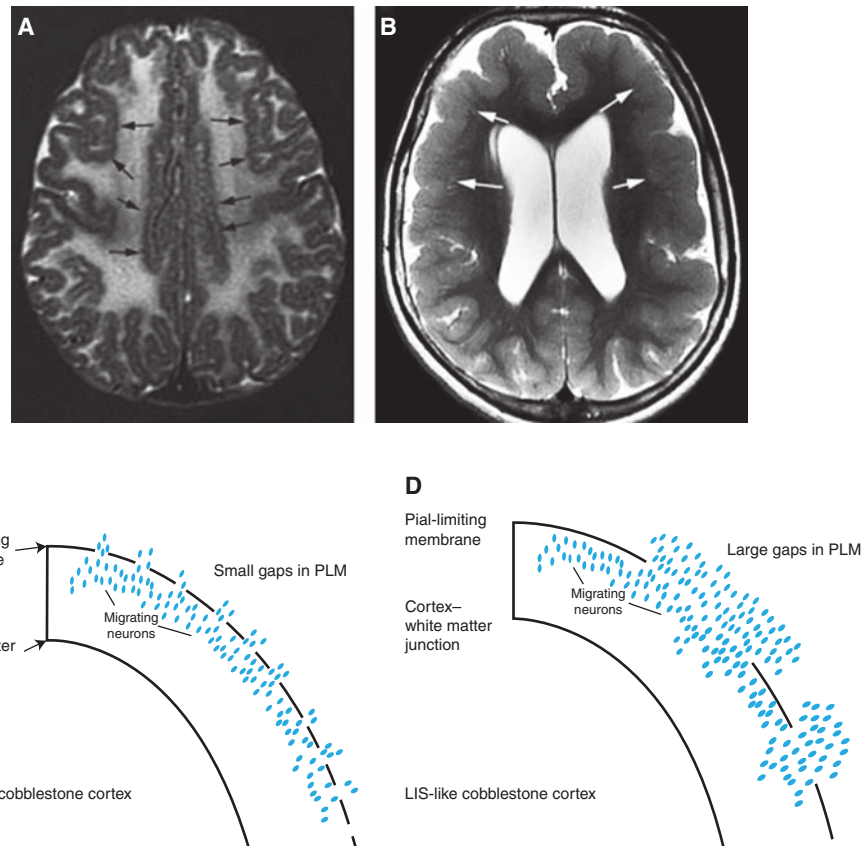 A
B
D
Small gaps in PLM
Migrating
neurons
cobblestone cortex
Pial-limiting
membrane
Large gaps in PLM
Migrating
neurons
Cortex–
white matter
junction
LIS-like cobblestone cortex